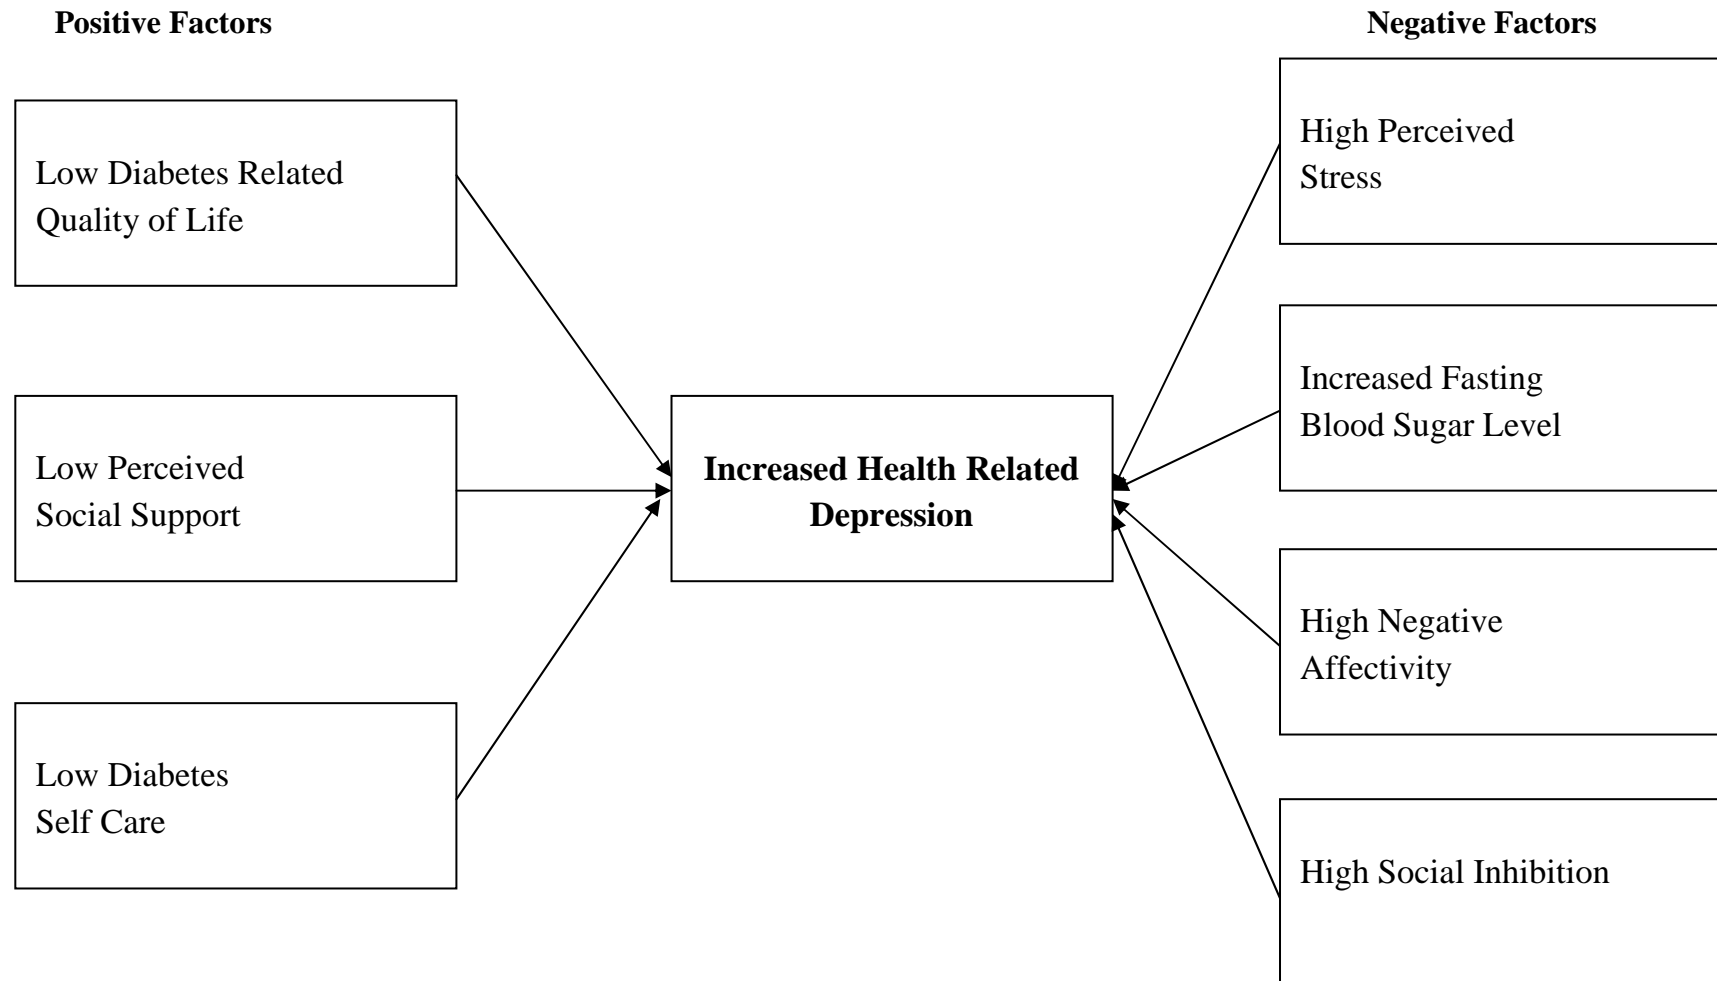 Positive Factors
Negative Factors
Low Diabetes Related
Quality of Life
Low Perceived
Social Support
Low Diabetes
Self Care
Increased Health Related
Depression
High Perceived
Stress
Increased Fasting
Blood Sugar Level
High Negative
Affectivity
High Social Inhibition